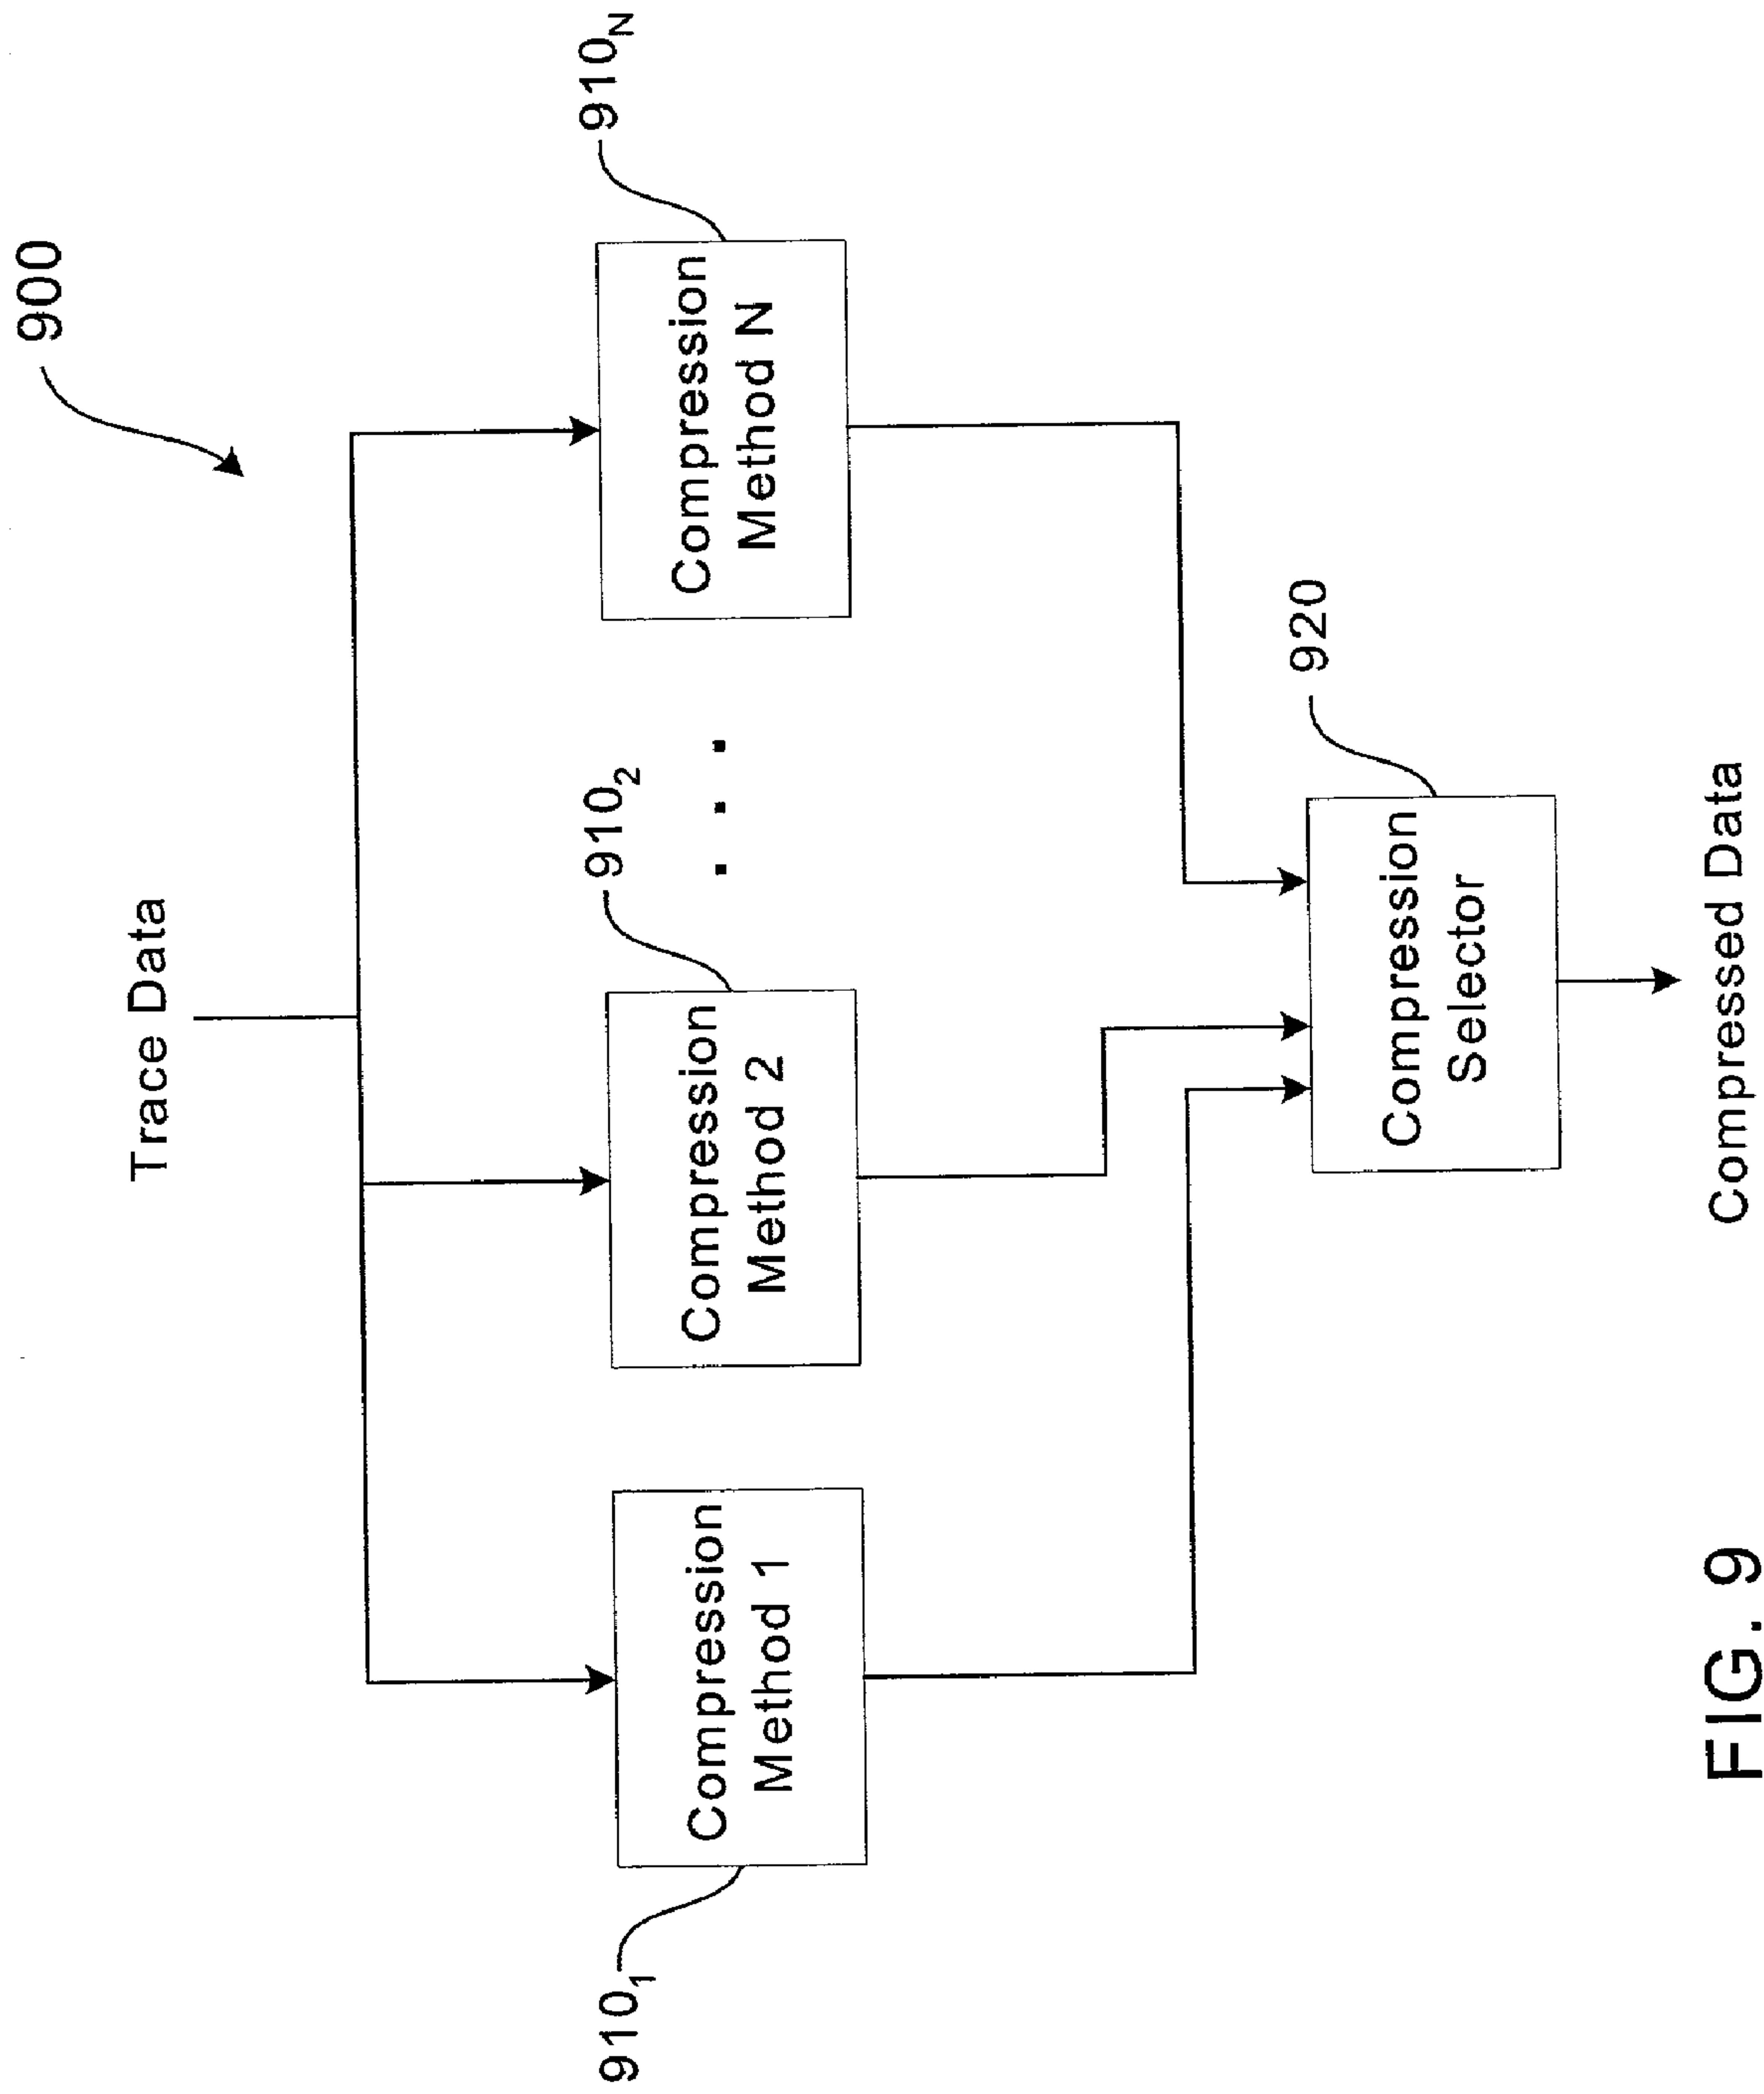 900
Trace Data
910₁
Compression
Method 1
910₂
Compression
Method 2
. . .
910N
Compression
Method N
920
Compression
Selector
Compressed Data
FIG. 9